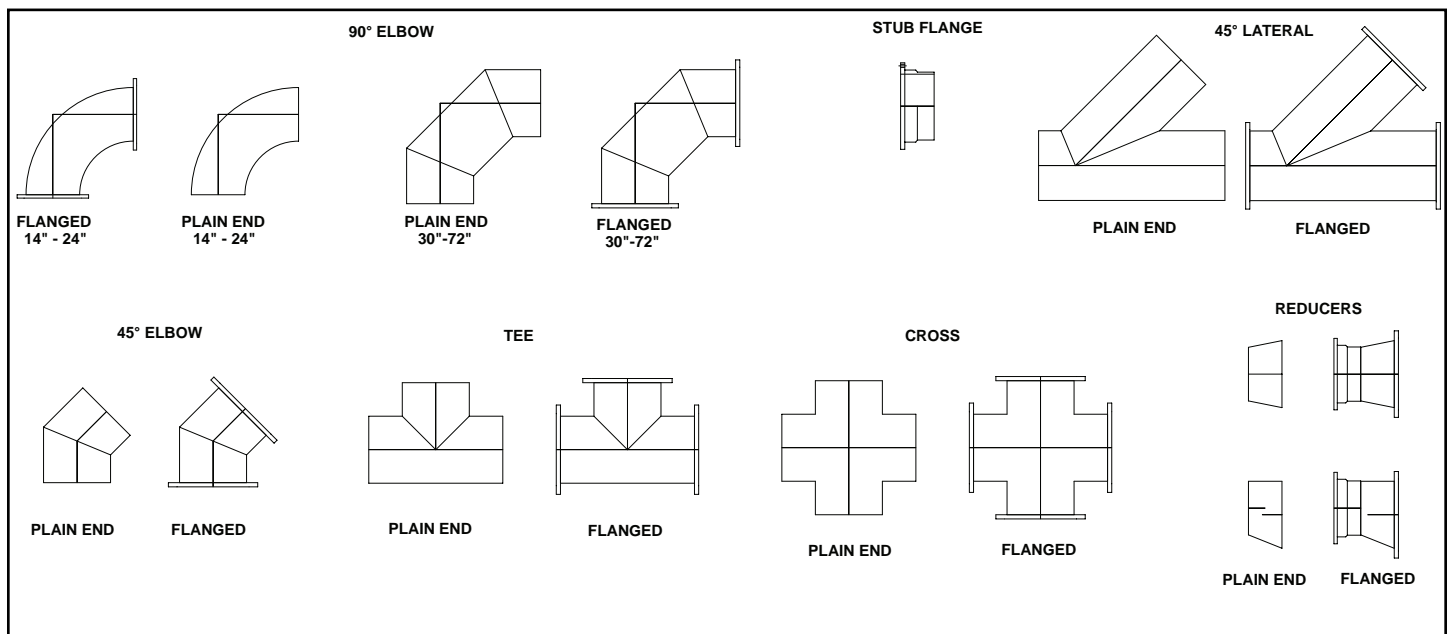 90° ELBOW
STUB FLANGE
45° LATERAL
FLANGED
14" - 24"
PLAIN END
14" - 24"
PLAIN END
30"-72"
FLANGED
30"-72"
PLAIN END
FLANGED
45° ELBOW
TEE
CROSS
REDUCERS
PLAIN END
FLANGED
PLAIN END
FLANGED
PLAIN END
FLANGED
PLAIN END
FLANGED